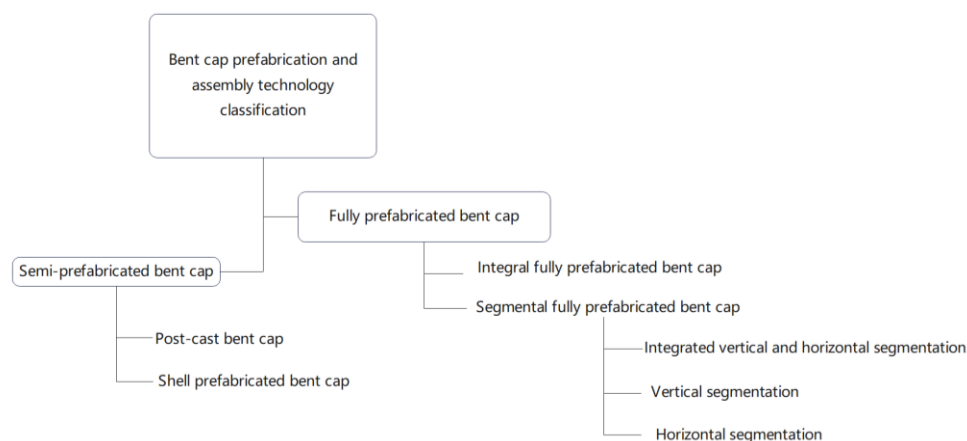 Bent cap prefabrication and
assembly technology
classification
Fully prefabricated bent cap
Semi-prefabricated bent cap
Integral fully prefabricated bent cap
Segmental fully prefabricated bent cap
Post-cast bent cap
Integrated vertical and horizontal segmentation
Shell prefabricated bent cap
Vertical segmentation
Horizontal segmentation